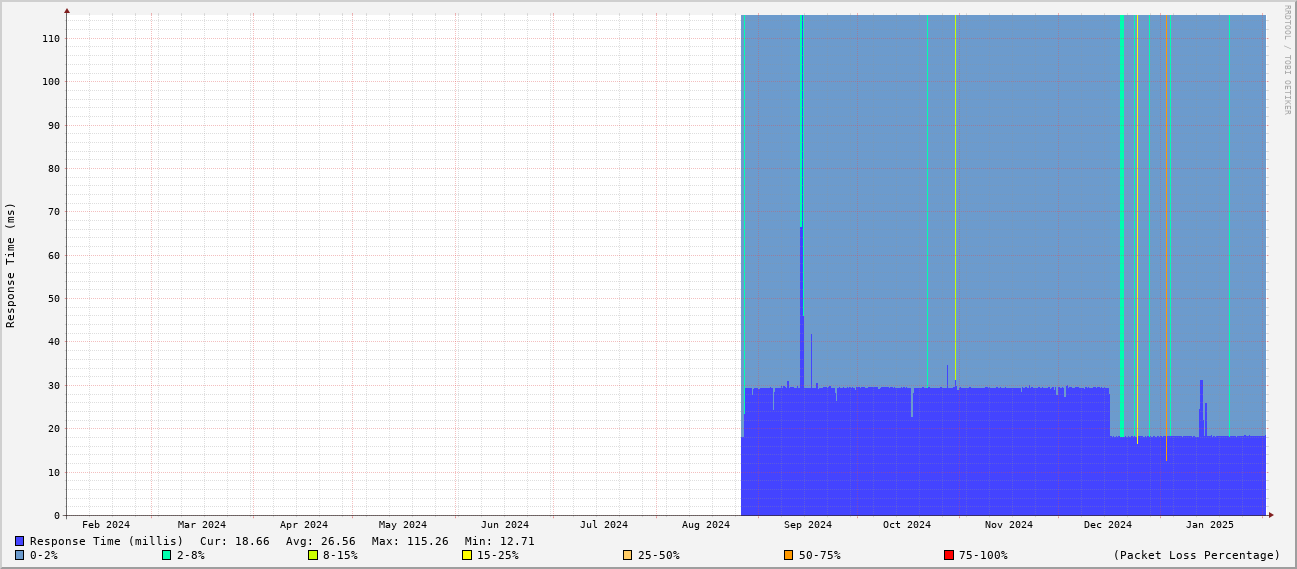 RRDTOOL / TOBI OETIKER
Response Time (ms)
110
100
90
80
70
60
50
40
30
20
10
0
Feb 2024 Mar 2024 Apr 2024 May 2024 Jun 2024 Jul 2024 Aug 2024 Sep 2024 Oct 2024 Nov 2024 Dec 2024 Jan 2025
Response Time (millis) Cur: 18.66 Avg: 26.56 Max: 115.26 Min: 12.71
0-2% 2-8% 8-15% 15-25% 25-50% 50-75% 75-100% (Packet Loss Percentage)